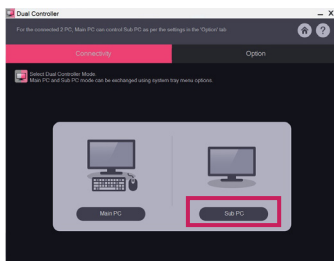 Dual Controller
For the connected 2 PC, Main PC can control Sub PC as per the settings in the 'Option' tab
Connectivity
Option
Select Dual Controller Mode.
Main PC and Sub PC mode can be exchanged using system tray menu options.
Main PC
Sub PC